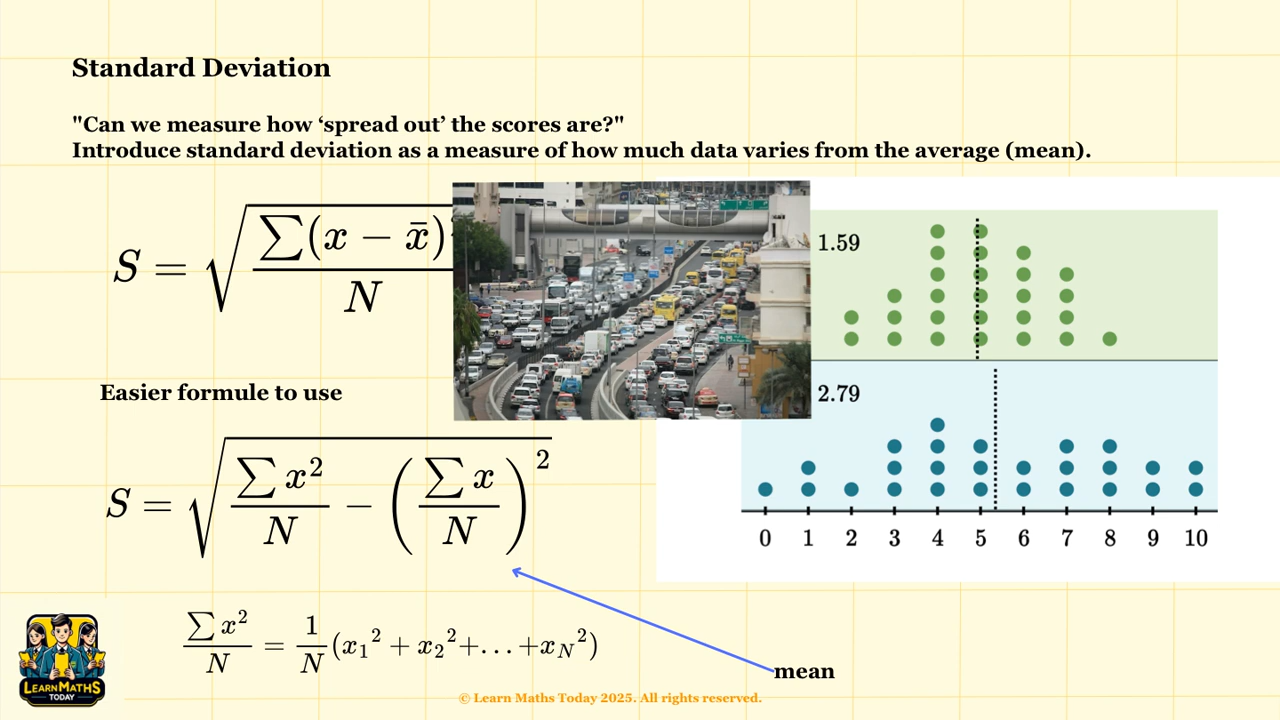 Standard Deviation
"Can we measure how ‘spread out’ the scores are?"
Introduce standard deviation as a measure of how much data varies from the average (mean).
S = √(∑(x − x̄)/N)
1.59
2.79
Easier formule to use
S = √(∑x²/N − (∑x/N)²)
0 1 2 3 4 5 6 7 8 9 10
∑x²/N = 1/N(x₁² + x₂²+...+x_N²)
mean
LEARNMATHS
TODAY
© Learn Maths Today 2025. All rights reserved.